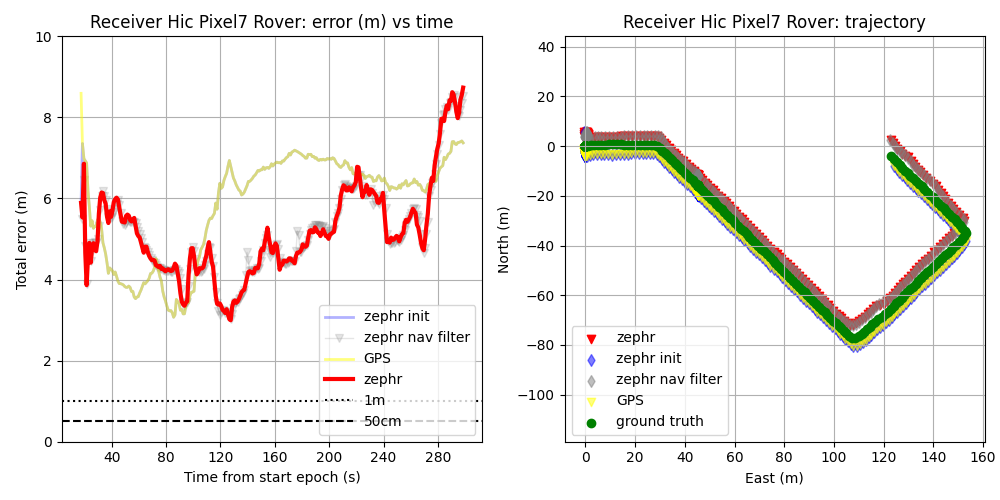 Receiver Hic Pixel7 Rover: error (m) vs time
Total error (m)
10
8
6
4
2
0
40
80
120
160
200
240
280
Time from start epoch (s)
zephr init
zephr nav filter
GPS
zephr
1m
50cm
Receiver Hic Pixel7 Rover: trajectory
North (m)
40
20
0
−20
−40
−60
−80
−100
0
20
40
60
80
100
120
140
160
East (m)
zephr
zephr init
zephr nav filter
GPS
ground truth